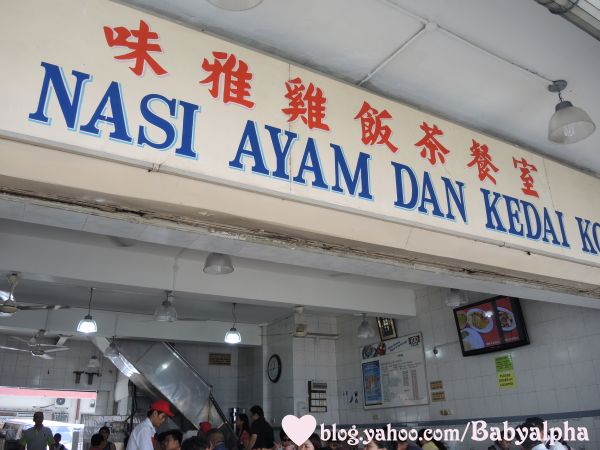 味雅雞飯茶餐室
NASI AYAM DAN KEDAI KO
blog.yahoo.com/Babyalpha